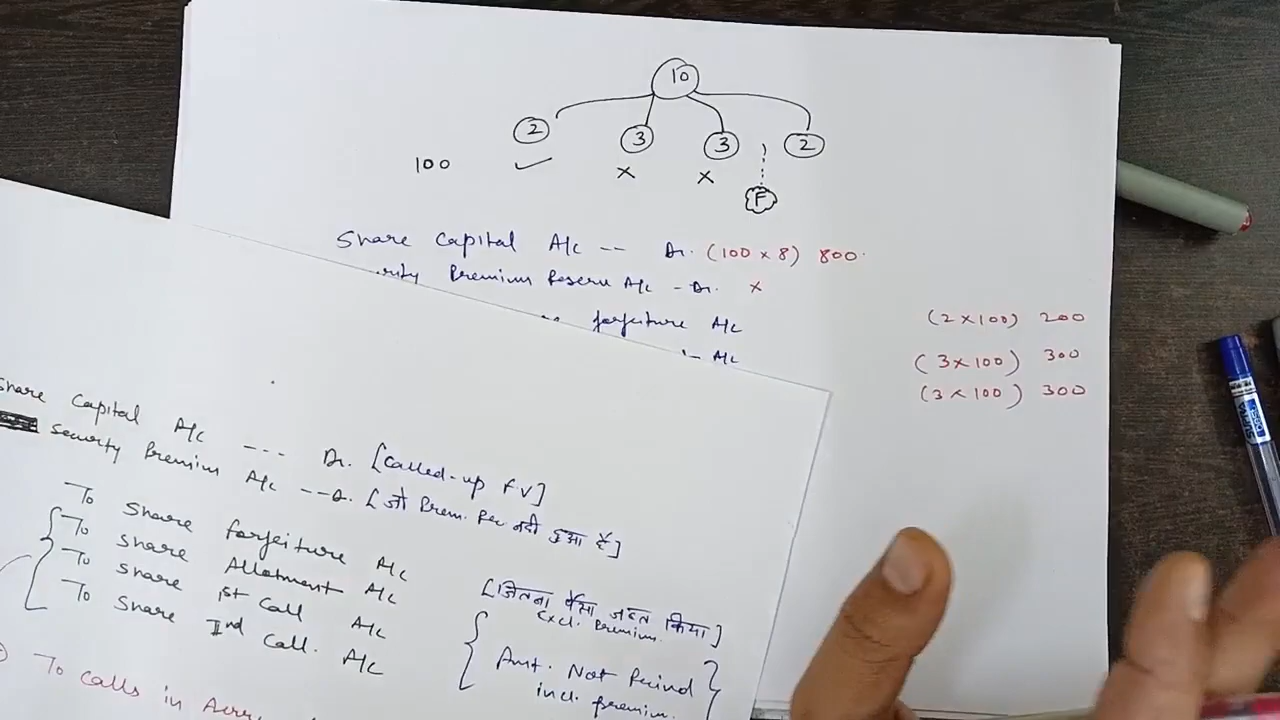 10
2 3 3 2
100 ✓ × × F
Share Capital A/c -- Dr. (100 × 8) 800
Premium Reserve A/c - Dr. ×
forfeiture A/c (2×100) 200
A/c (3×100) 300
(3×100) 300
Share Capital A/c --- Dr. [Called-up FV]
Security Premium A/c --Dr. [जो Prem. Rec नही हुआ है]
To Share forfeiture A/c [जितना पैसा जब्त किया]
excl. Premium.
To Share Allotment A/c
To Share Ist Call A/c
To Share IInd Call. A/c
Amt. Not
incl. premium.
To Calls in